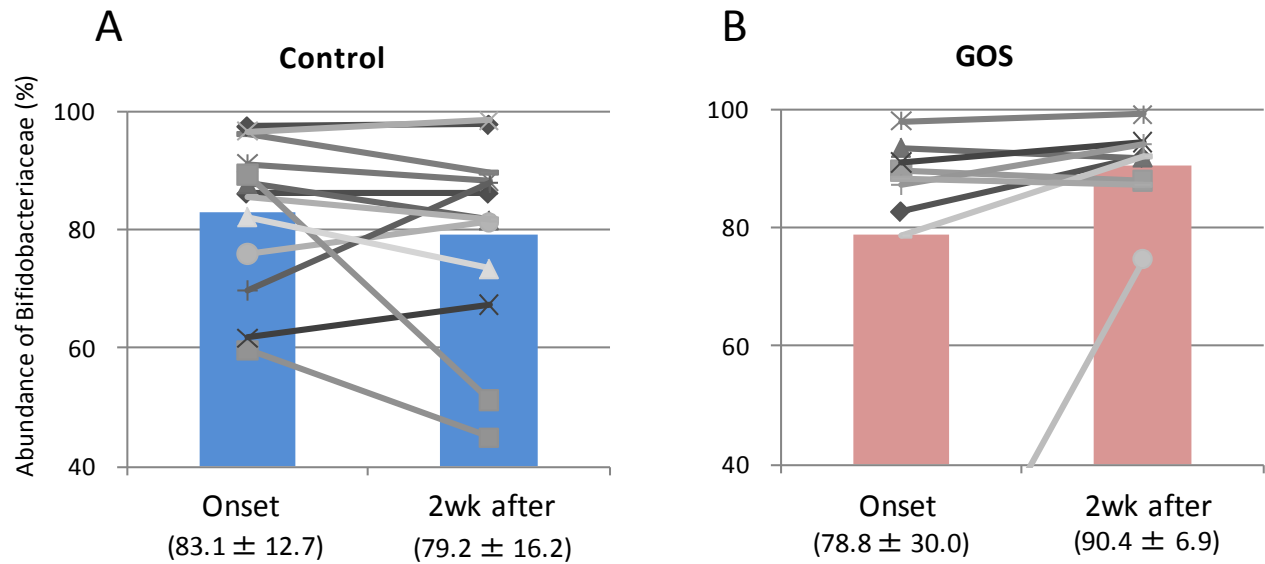 A
Control
Abundance of Bifidobacteriaceae (%)
100
80
60
40
Onset
2wk after
(83.1 ± 12.7)
(79.2 ± 16.2)
B
GOS
100
80
60
40
Onset
2wk after
(78.8 ± 30.0)
(90.4 ± 6.9)